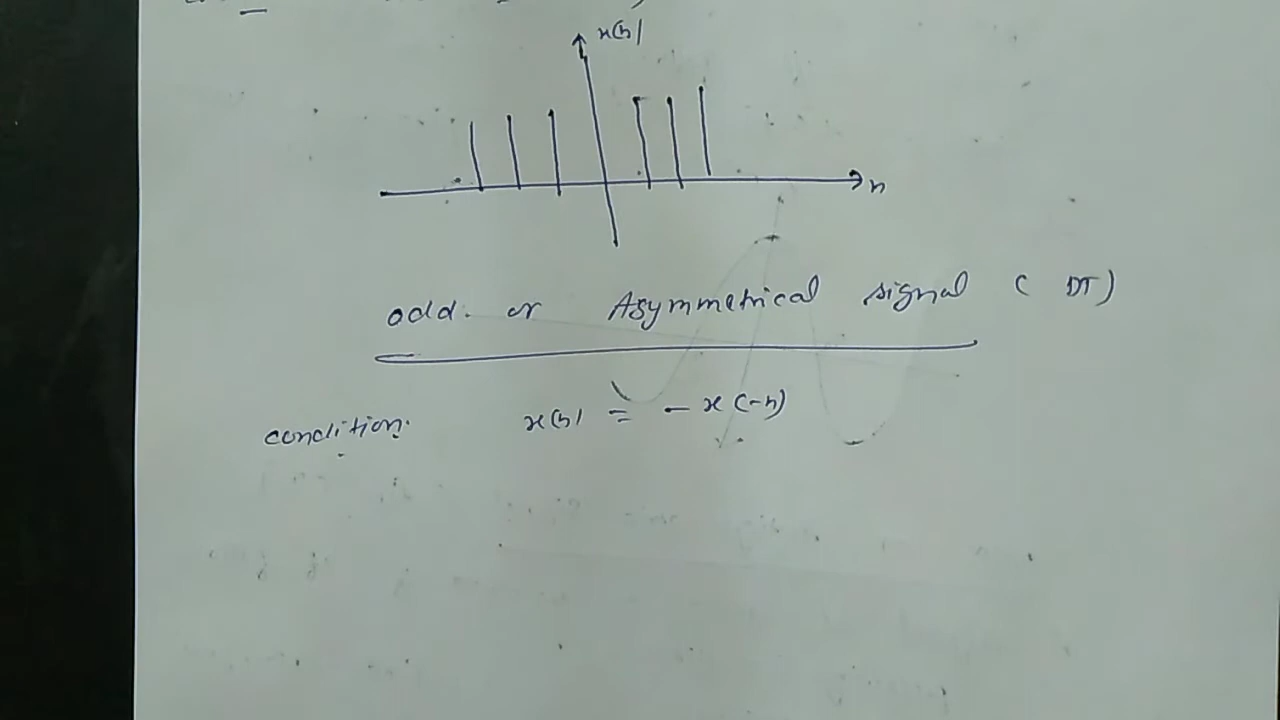 x(n)
n
odd. or Asymmetrical signal ( DT)
condition: x(n) = - x (-n)